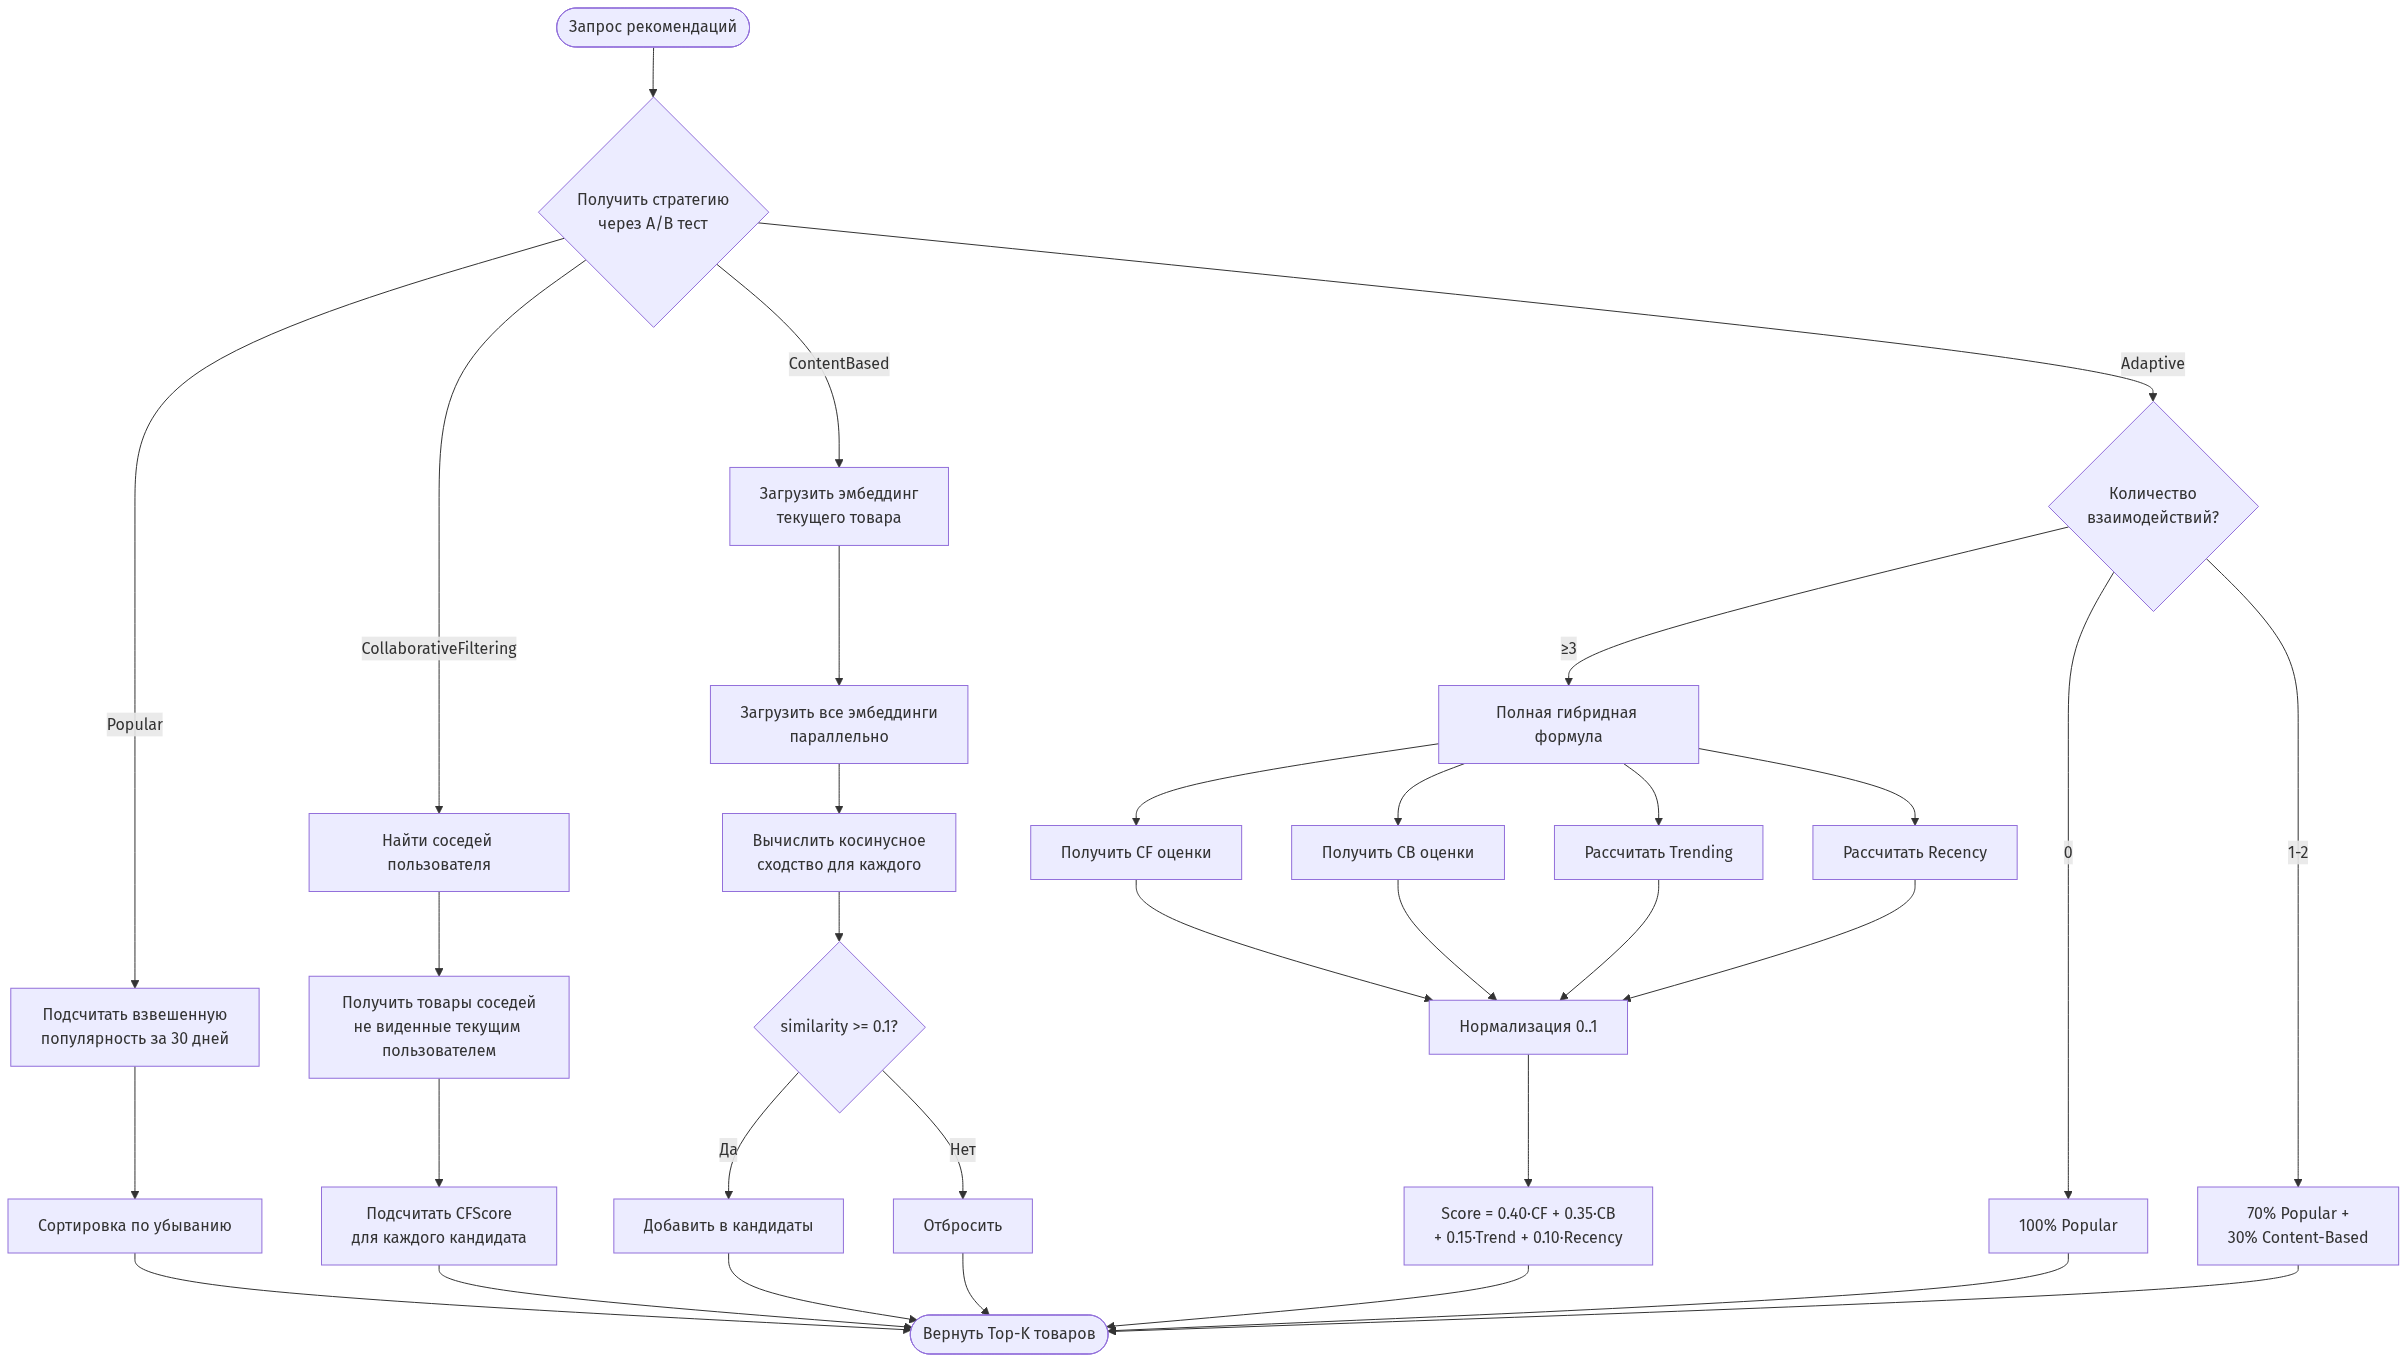 Запрос рекомендаций
Получить стратегию
через A/B тест
ContentBased
Adaptive
Загрузить эмбеддинг
текущего товара
Количество
взаимодействий?
CollaborativeFiltering
≥3
Popular
Загрузить все эмбеддинги
параллельно
Полная гибридная
формула
Найти соседей
пользователя
Вычислить косинусное
сходство для каждого
Получить CF оценки
Получить CB оценки
Рассчитать Trending
Рассчитать Recency
0
1-2
Подсчитать взвешенную
популярность за 30 дней
Получить товары соседей
не виденные текущим
пользователем
similarity >= 0.1?
Нормализация 0..1
Да
Нет
Сортировка по убыванию
Подсчитать CFScore
для каждого кандидата
Добавить в кандидаты
Отбросить
Score = 0.40·CF + 0.35·CB
+ 0.15·Trend + 0.10·Recency
100% Popular
70% Popular +
30% Content-Based
Вернуть Top-K товаров